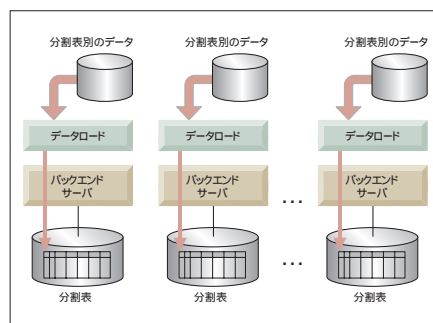 分割表別のデータ
分割表別のデータ
分割表別のデータ
データロード
データロード
データロード
バックエンド
サーバ
バックエンド
サーバ
バックエンド
サーバ
...
...
分割表
分割表
分割表